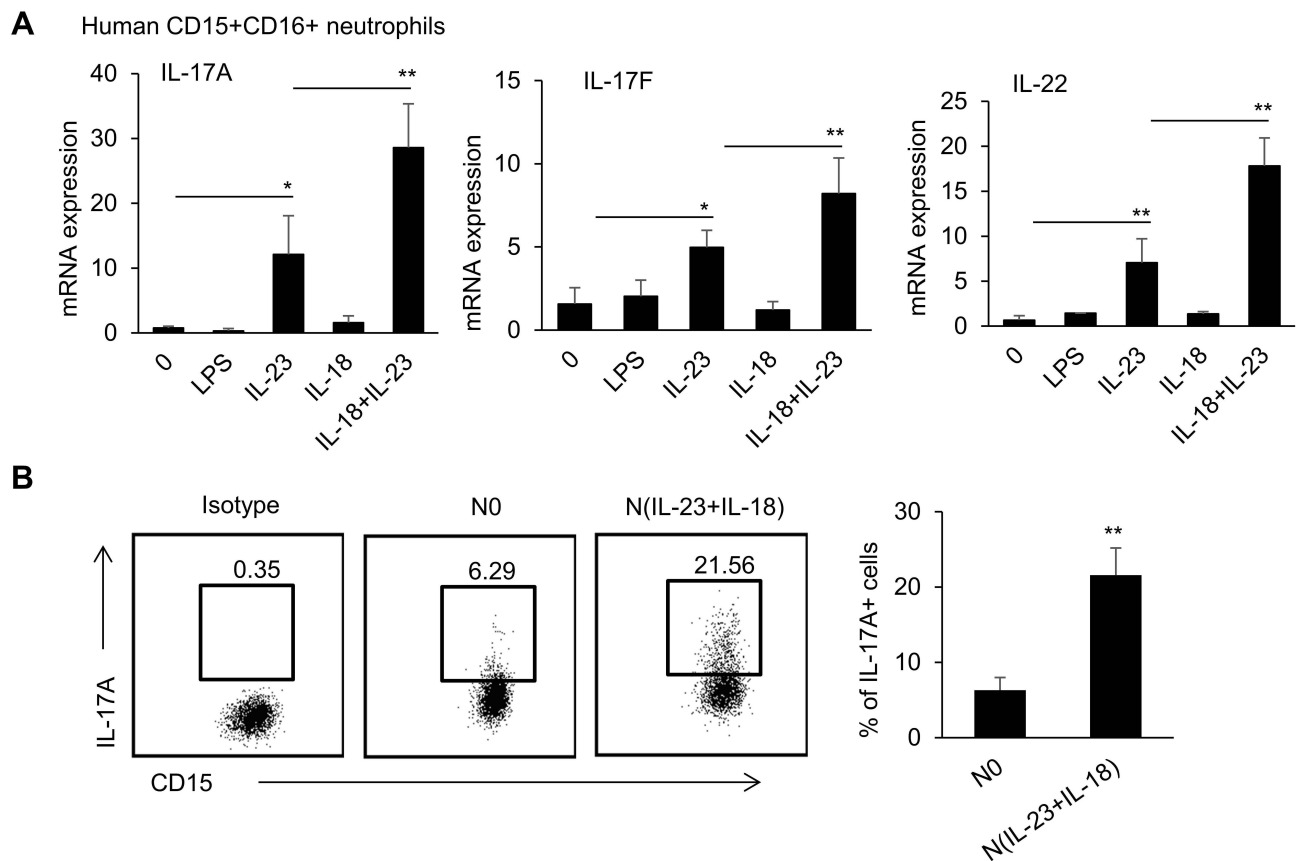 A Human CD15+CD16+ neutrophils
IL-17A
**
*
40
30
20
10
0
mRNA expression
0
LPS
IL-23
IL-18
IL-18+IL-23
IL-17F
**
*
15
10
5
0
mRNA expression
0
LPS
IL-23
IL-18
IL-18+IL-23
IL-22
**
**
25
20
15
10
5
0
mRNA expression
0
LPS
IL-23
IL-18
IL-18+IL-23
B
Isotype
0.35
N0
6.29
N(IL-23+IL-18)
21.56
IL-17A
CD15
% of IL-17A+ cells
30
20
10
0
**
N0
N(IL-23+IL-18)